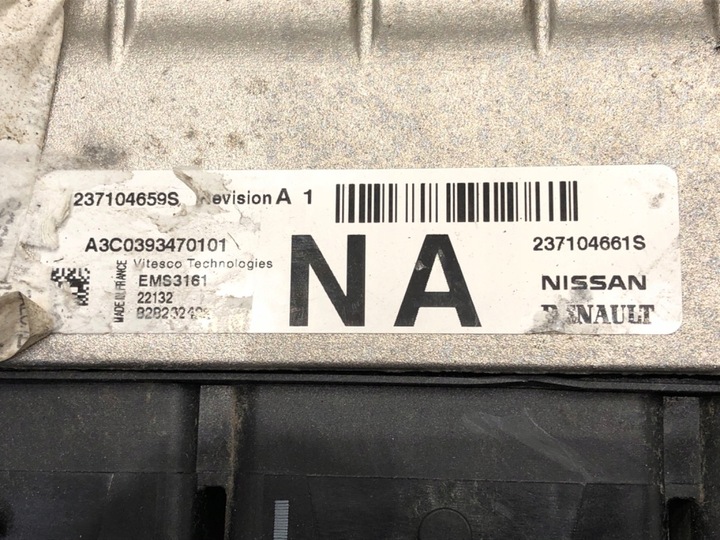 237104659S Revision A 1
A3C0393470101
237104661S
MADE IN FRANCE
Vitesco Technologies
EMS3161
22132
NA
NISSAN
RENAULT